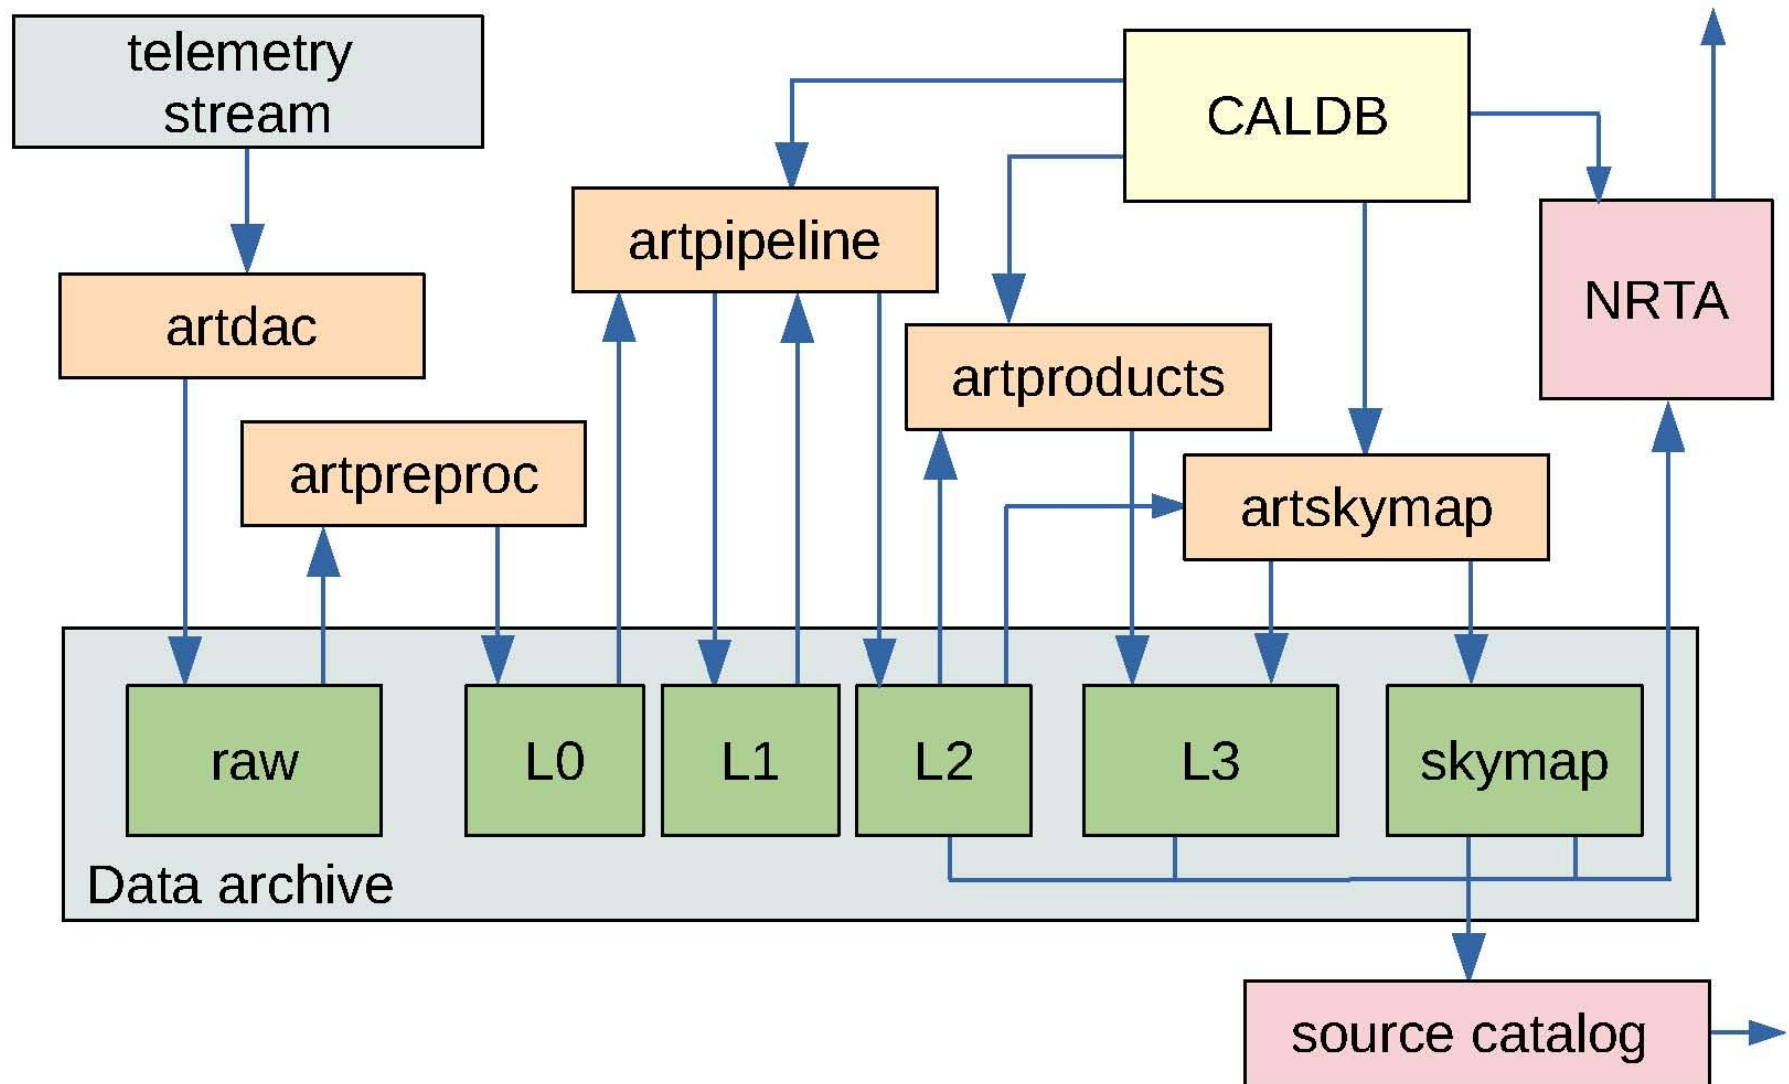 telemetry
stream
CALDB
artpipeline
NRTA
artdac
artproducts
artpreproc
artskymap
raw
L0
L1
L2
L3
skymap
Data archive
source catalog